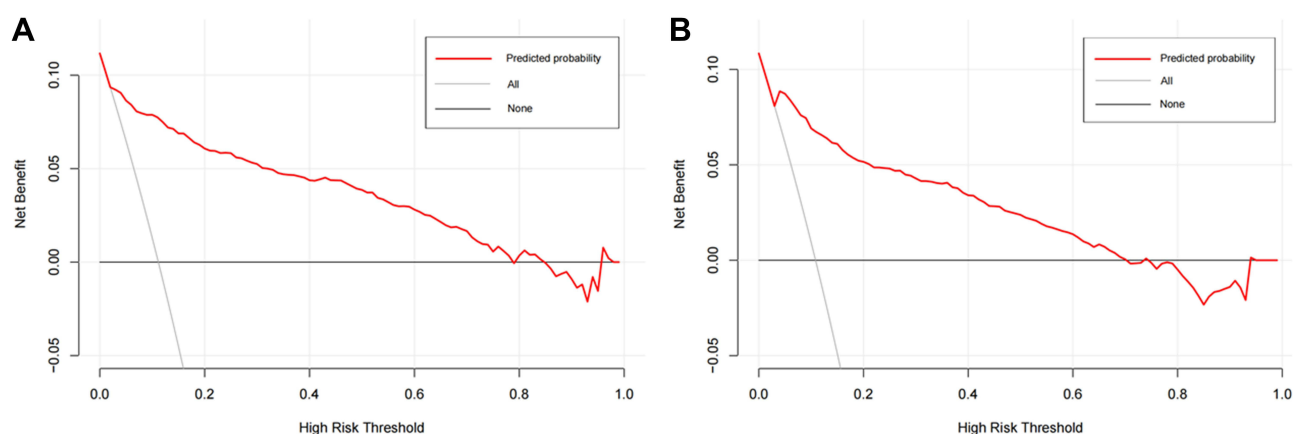 A
Predicted probability
All
None
0.10
0.05
0.00
−0.05
Net Benefit
0.0 0.2 0.4 0.6 0.8 1.0
High Risk Threshold
B
Predicted probability
All
None
0.10
0.05
0.00
−0.05
Net Benefit
0.0 0.2 0.4 0.6 0.8 1.0
High Risk Threshold